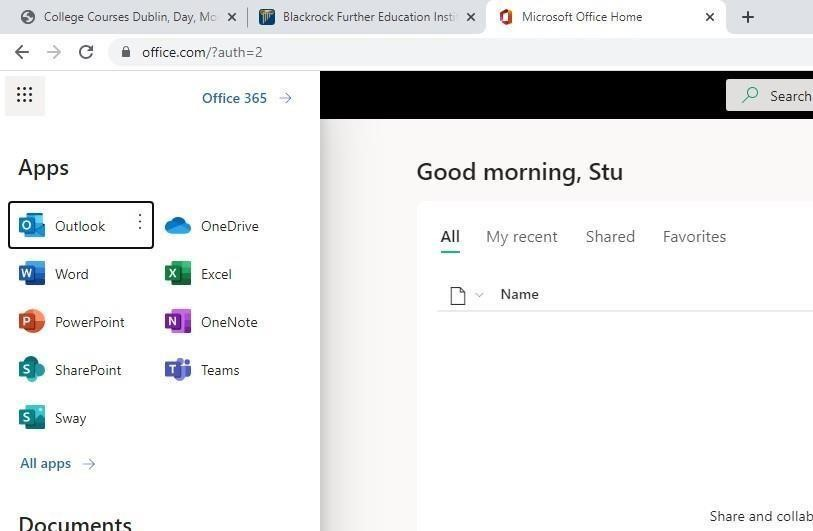 College Courses Dublin, Day, Mo
Blackrock Further Education Insti
Microsoft Office Home
office.com/?auth=2
Office 365
Search
Apps
Good morning, Stu
Outlook
OneDrive
All My recent Shared Favorites
Word
Excel
Name
PowerPoint
OneNote
SharePoint
Teams
Sway
All apps
Share and collab
Documents